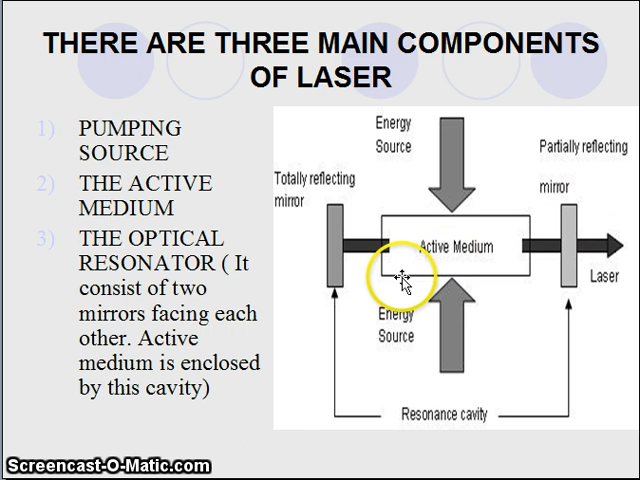 THERE ARE THREE MAIN COMPONENTS
OF LASER
1) PUMPING
SOURCE
2) THE ACTIVE
MEDIUM
3) THE OPTICAL
RESONATOR ( It
consist of two
mirrors facing each
other. Active
medium is enclosed
by this cavity)
Energy
Source
Partially reflecting
mirror
Totally reflecting
mirror
Active Medium
Laser
Energy
Source
Resonance cavity
Screencast-O-Matic.com